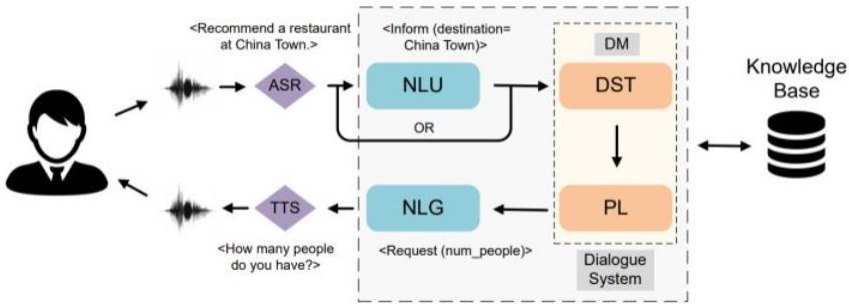 <Recommend a restaurant
at China Town.>
<Inform (destination=
China Town)>
DM
Knowledge
Base
ASR
NLU
DST
OR
TTS
NLG
PL
<How many people
do you have?>
<Request (num_people)>
Dialogue
System